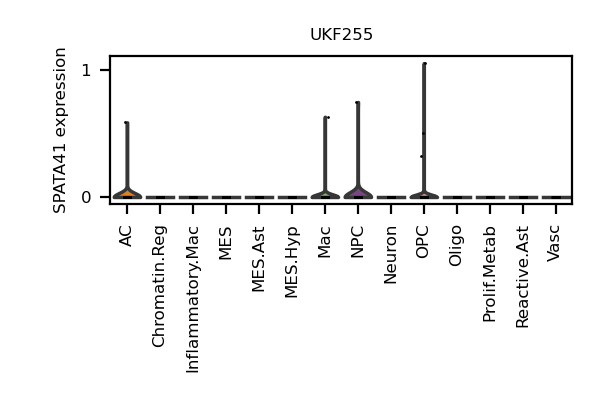 UKF255
SPATA41 expression
1
0
AC
Chromatin.Reg
Inflammatory.Mac
MES
MES.Ast
MES.Hyp
Mac
NPC
Neuron
OPC
Oligo
Prolif.Metab
Reactive.Ast
Vasc